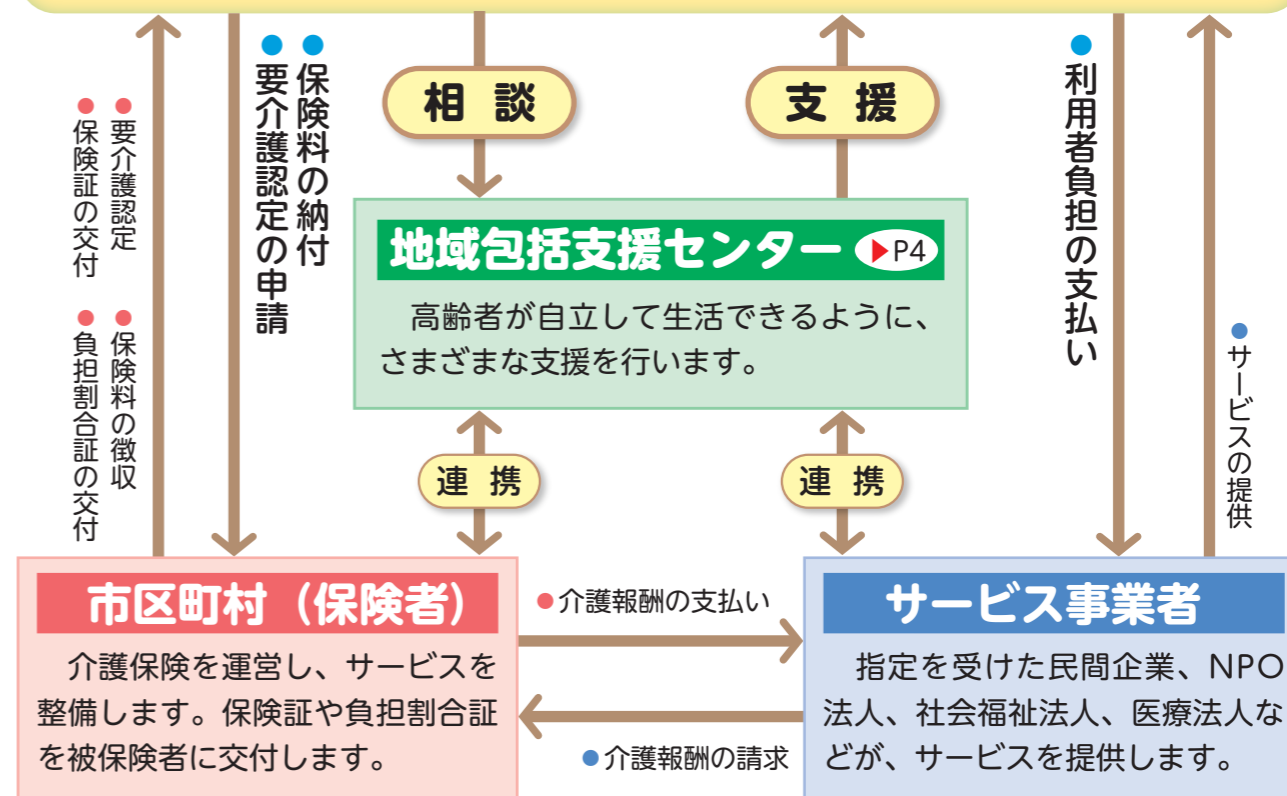 ●要介護認定
●保険証の交付
●保険料の徴収
●負担割合証の交付
●保険料の納付
●要介護認定の申請
相 談
支 援
●利用者負担の支払い
●サービスの提供
地域包括支援センター ▶P4
高齢者が自立して生活できるように、
さまざまな支援を行います。
連 携
連 携
市区町村（保険者）
介護保険を運営し、サービスを
整備します。保険証や負担割合証
を被保険者に交付します。
●介護報酬の支払い
●介護報酬の請求
サービス事業者
指定を受けた民間企業、NPO
法人、社会福祉法人、医療法人な
どが、サービスを提供します。